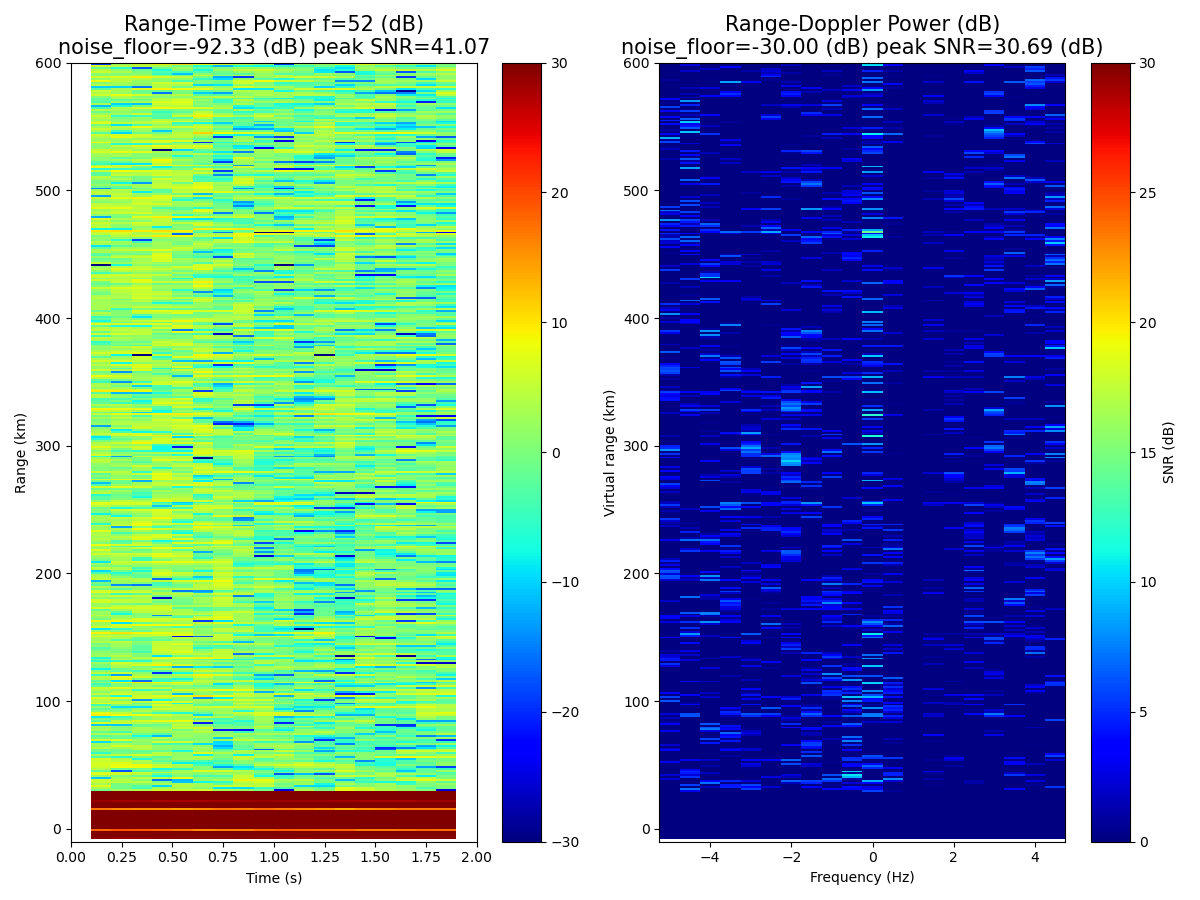 Range-Time Power f=52 (dB)
noise_floor=-92.33 (dB) peak SNR=41.07
Range (km)
600
500
400
300
200
100
0
0.00 0.25 0.50 0.75 1.00 1.25 1.50 1.75 2.00
Time (s)
30
20
10
0
−10
−20
−30
Range-Doppler Power (dB)
noise_floor=-30.00 (dB) peak SNR=30.69 (dB)
Virtual range (km)
600
500
400
300
200
100
0
−4 −2 0 2 4
Frequency (Hz)
30
25
20
15
10
5
0
SNR (dB)